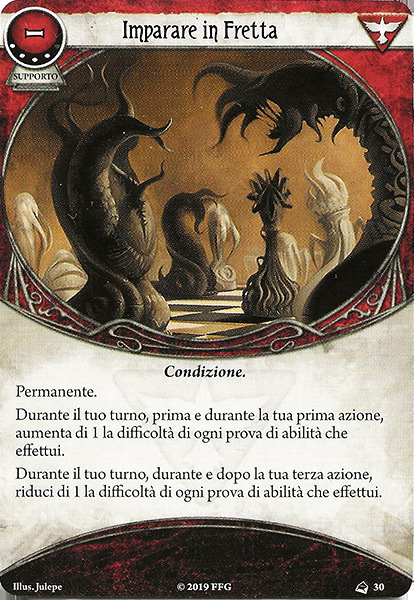 Imparare in Fretta
SUPPORTO
Condizione.
Permanente.
Durante il tuo turno, prima e durante la tua prima azione,
aumenta di 1 la difficoltà di ogni prova di abilità che
effettui.
Durante il tuo turno, durante e dopo la tua terza azione,
riduci di 1 la difficoltà di ogni prova di abilità che effettui.
Illus. Julepe
© 2019 FFG
30